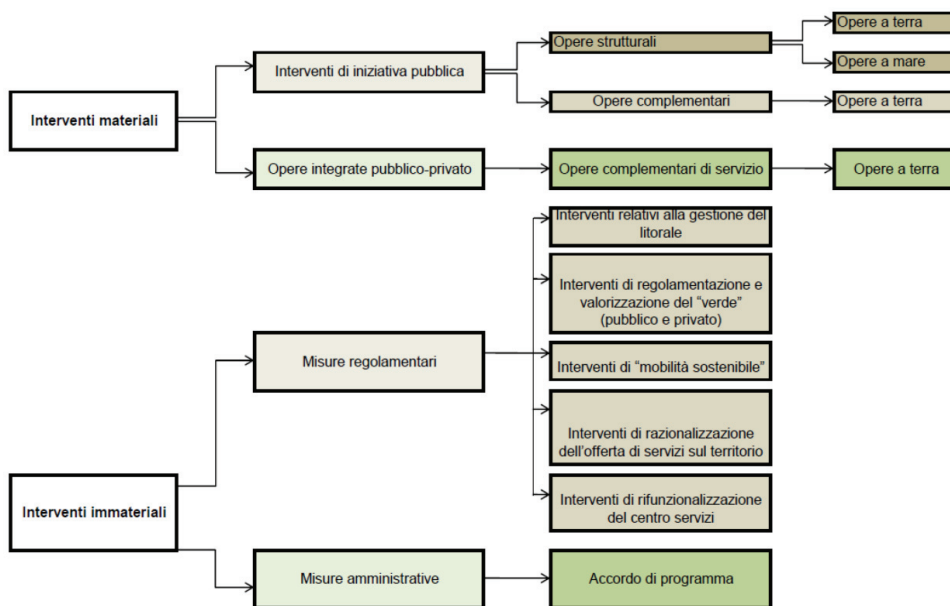 Interventi materiali
Interventi di iniziativa pubblica
Opere strutturali
Opere a terra
Opere a mare
Opere complementari
Opere a terra
Opere integrate pubblico-privato
Opere complementari di servizio
Opere a terra
Interventi immateriali
Misure regolamentari
Interventi relativi alla gestione del
litorale
Interventi di regolamentazione e
valorizzazione del “verde”
(pubblico e privato)
Interventi di “mobilità sostenibile”
Interventi di razionalizzazione
dell’offerta di servizi sul territorio
Interventi di rifunzionalizzazione
del centro servizi
Misure amministrative
Accordo di programma